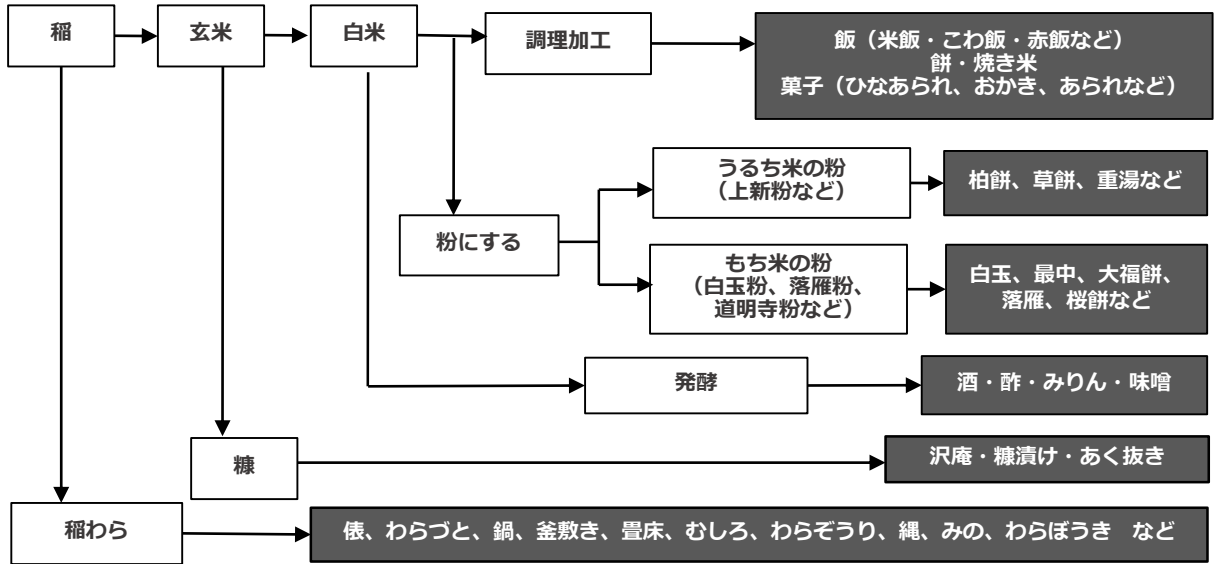 稲
玄米
白米
調理加工
飯（米飯・こわ飯・赤飯など）
餅・焼き米
菓子（ひなあられ、おかき、あられなど）
粉にする
うるち米の粉
（上新粉など）
柏餅、草餅、重湯など
もち米の粉
（白玉粉、落雁粉、
道明寺粉など）
白玉、最中、大福餅、
落雁、桜餅など
発酵
酒・酢・みりん・味噌
糠
沢庵・糠漬け・あく抜き
稲わら
俵、わらづと、鍋、釜敷き、畳床、むしろ、わらぞうり、縄、みの、わらぼうき　など